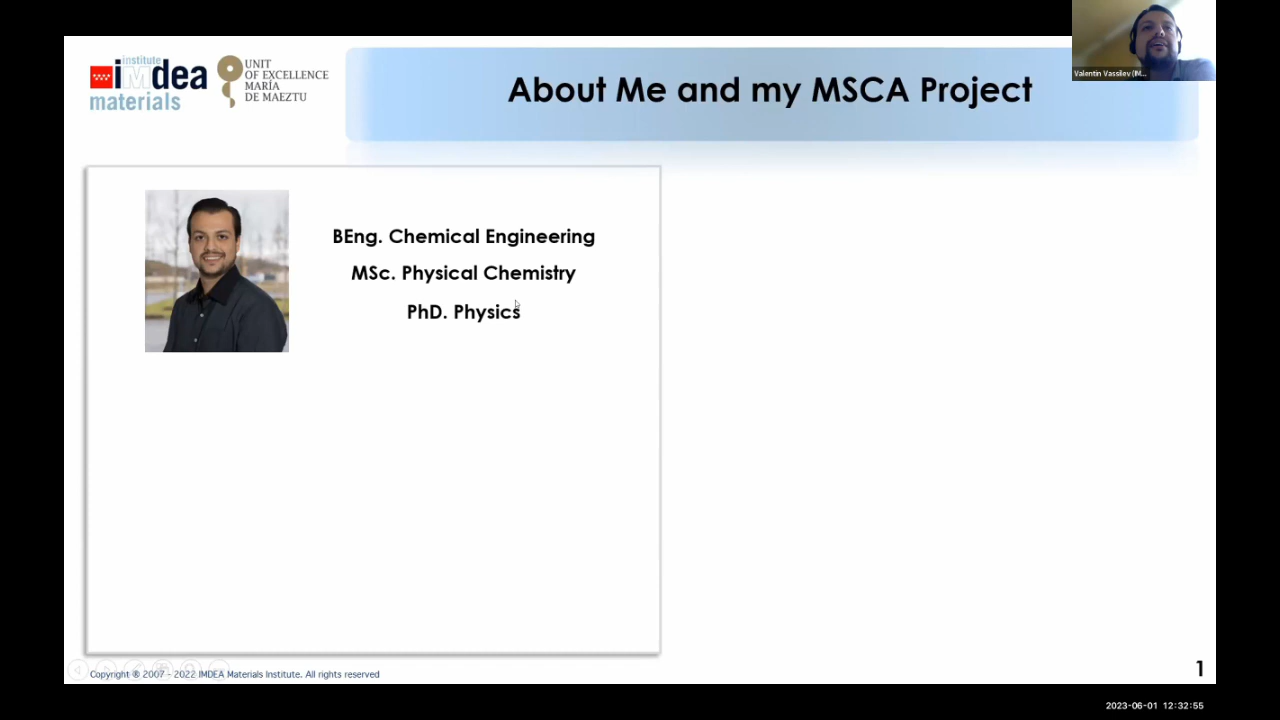 institute
iMdea
materials
UNIT
OF EXCELLENCE
MARÍA
DE MAEZTU
About Me and my MSCA Project
Valentin Vassilev (IM...
BEng. Chemical Engineering
MSc. Physical Chemistry
PhD. Physics
Copyright ® 2007 - 2022 IMDEA Materials Institute. All rights reserved
1
2023-06-01 12:32:55